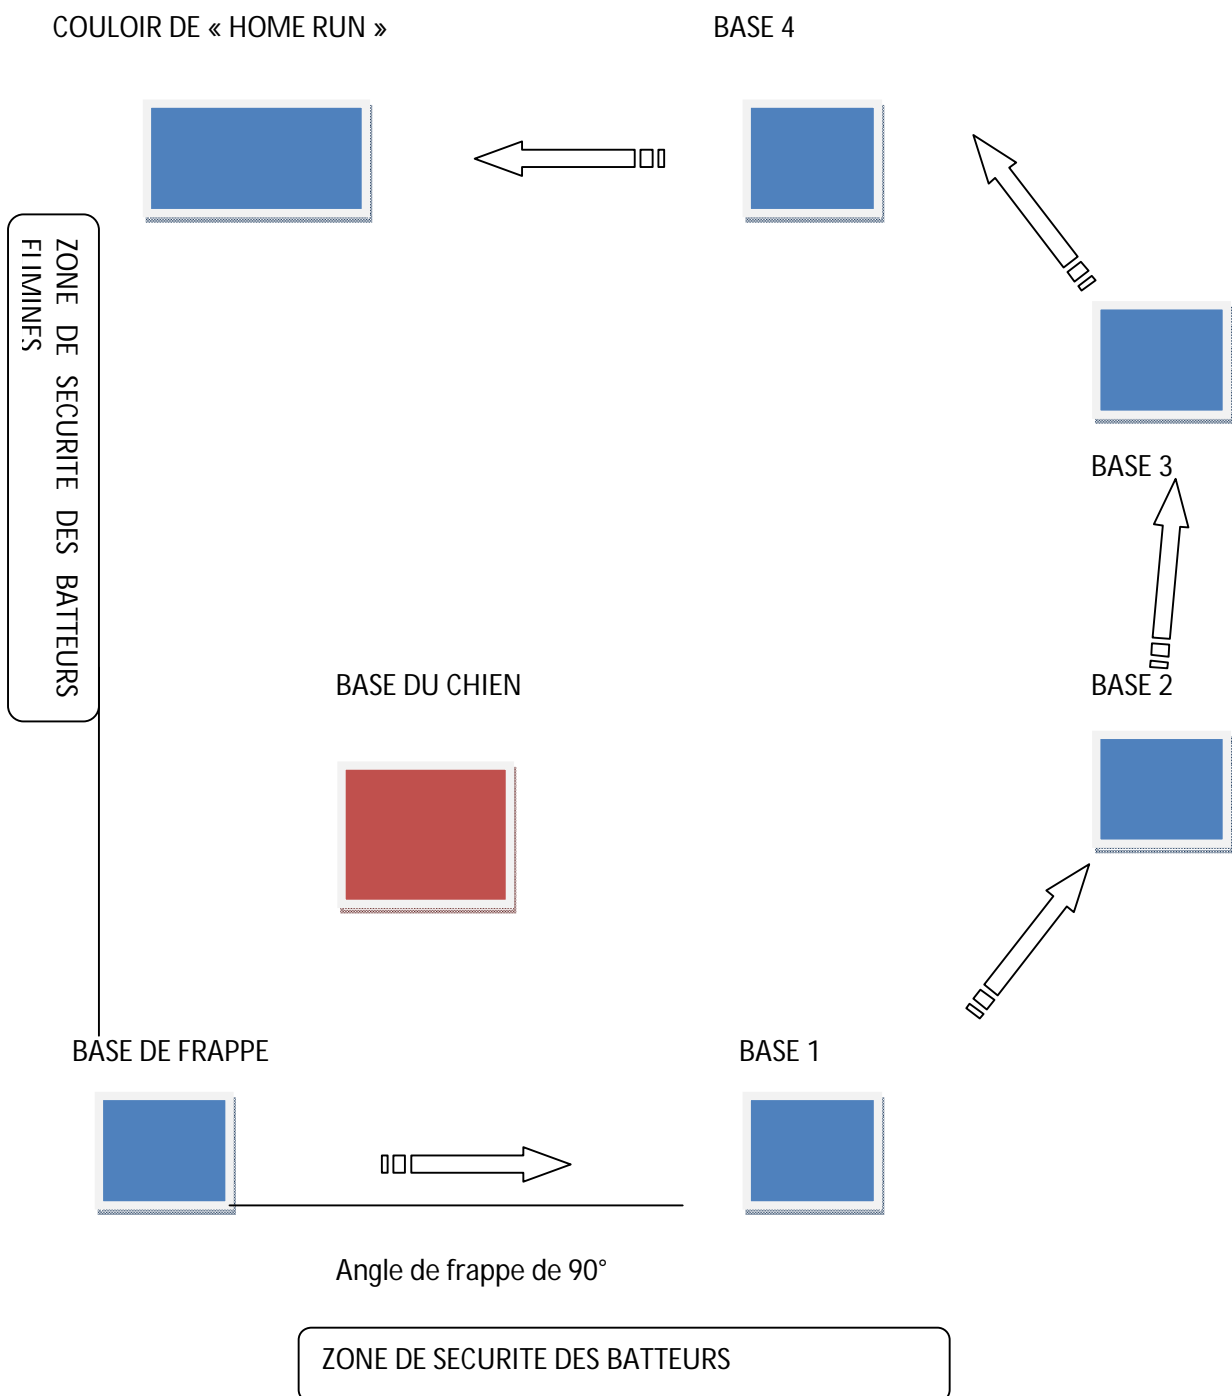 COULOIR DE « HOME RUN »
BASE 4
ZONE DE SECURITE DES BATTEURS
ELIMINES
BASE 3
BASE DU CHIEN
BASE 2
BASE DE FRAPPE
BASE 1
Angle de frappe de 90°
ZONE DE SECURITE DES BATTEURS